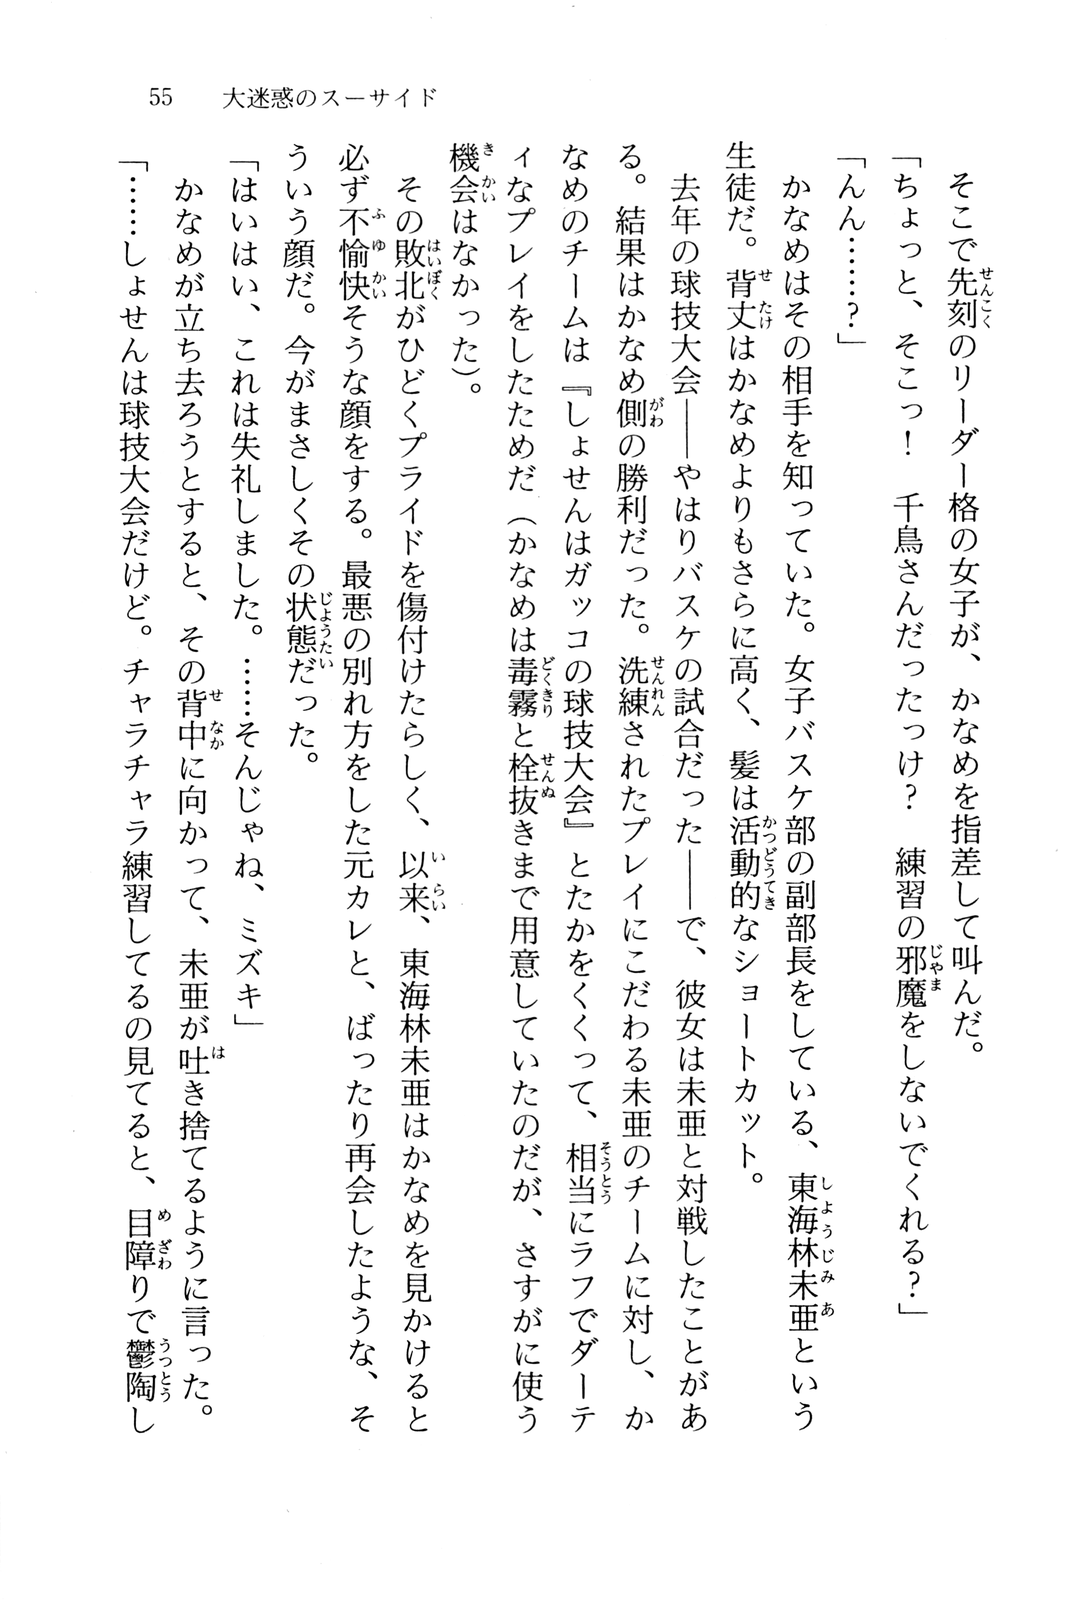 55　大迷惑のスーサイド
　そこで先刻のリーダー格の女子が、かなめを指差して叫んだ。
「ちょっと、そこっ！　千鳥さんだったっけ？　練習の邪魔をしないでくれる？」
「んん……？」
　かなめはその相手を知っていた。女子バスケ部の副部長をしている、東海林未亜という
生徒だ。背丈はかなめよりもさらに高く、髪は活動的なショートカット。
　去年の球技大会――やはりバスケの試合だった――で、彼女は未亜と対戦したことがあ
る。結果はかなめ側の勝利だった。洗練されたプレイにこだわる未亜のチームに対し、か
なめのチームは『しょせんはガッコの球技大会』とたかをくくって、相当にラフでダーテ
ィなプレイをしたためだ（かなめは毒霧と栓抜きまで用意していたのだが、さすがに使う
機会はなかった）。
　その敗北がひどくプライドを傷付けたらしく、以来、東海林未亜はかなめを見かけると
必ず不愉快そうな顔をする。最悪の別れ方をした元カレと、ばったり再会したような、そ
ういう顔だ。今がまさしくその状態だった。
「はいはい、これは失礼しました。……そんじゃね、ミズキ」
　かなめが立ち去ろうとすると、その背中に向かって、未亜が吐き捨てるように言った。
「……しょせんは球技大会だけど。チャラチャラ練習してるの見てると、目障りで鬱陶し